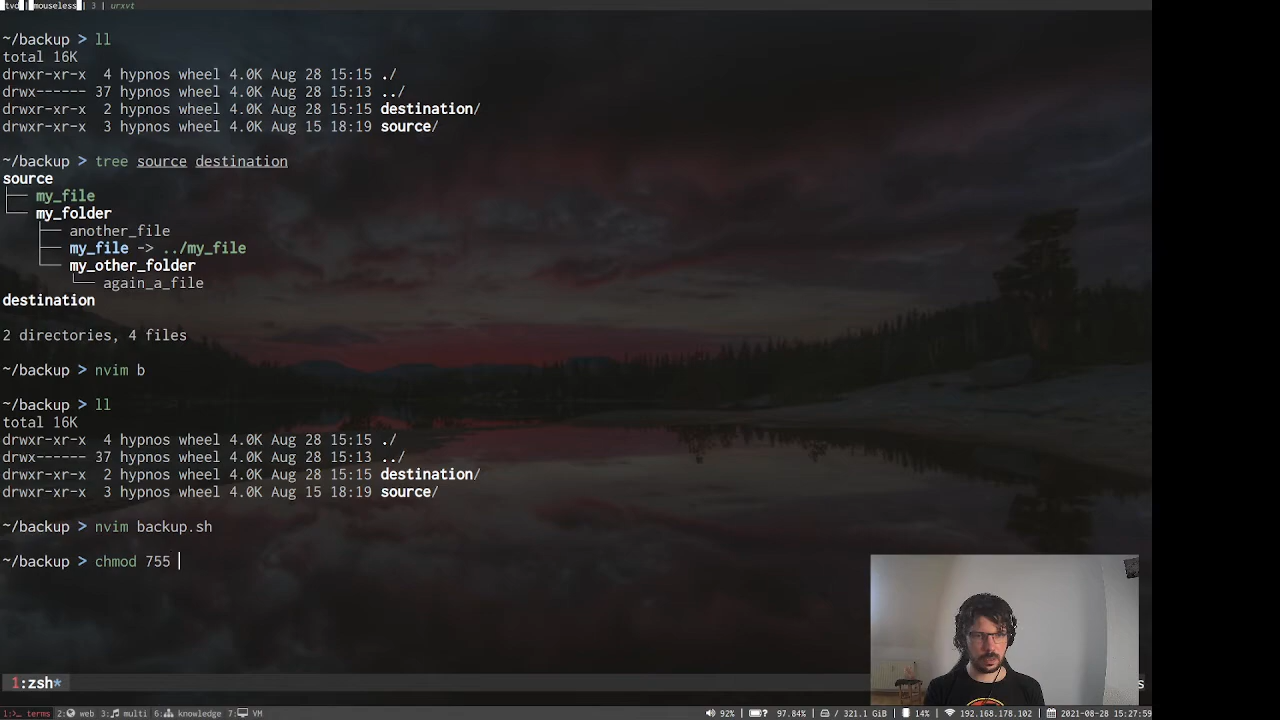 tvd | mouseless | 3 | urxvt
~/backup > ll
total 16K
drwxr-xr-x  4 hypnos wheel 4.0K Aug 28 15:15 ./
drwx------ 37 hypnos wheel 4.0K Aug 28 15:13 ../
drwxr-xr-x  2 hypnos wheel 4.0K Aug 28 15:15 destination/
drwxr-xr-x  3 hypnos wheel 4.0K Aug 15 18:19 source/
~/backup > tree source destination
source
├── my_file
└── my_folder
    ├── another_file
    ├── my_file -> ../my_file
    └── my_other_folder
        └── again_a_file
destination
2 directories, 4 files
~/backup > nvim b
~/backup > ll
total 16K
drwxr-xr-x  4 hypnos wheel 4.0K Aug 28 15:15 ./
drwx------ 37 hypnos wheel 4.0K Aug 28 15:13 ../
drwxr-xr-x  2 hypnos wheel 4.0K Aug 28 15:15 destination/
drwxr-xr-x  3 hypnos wheel 4.0K Aug 15 18:19 source/
~/backup > nvim backup.sh
~/backup > chmod 755
1:zsh* s
1: terms 2: web 3: multi 6: knowledge 7: VM 92% | ? 97.84% | / 321.1 GiB | 14% | 192.168.178.102 | 2021-08-28 15:27:59